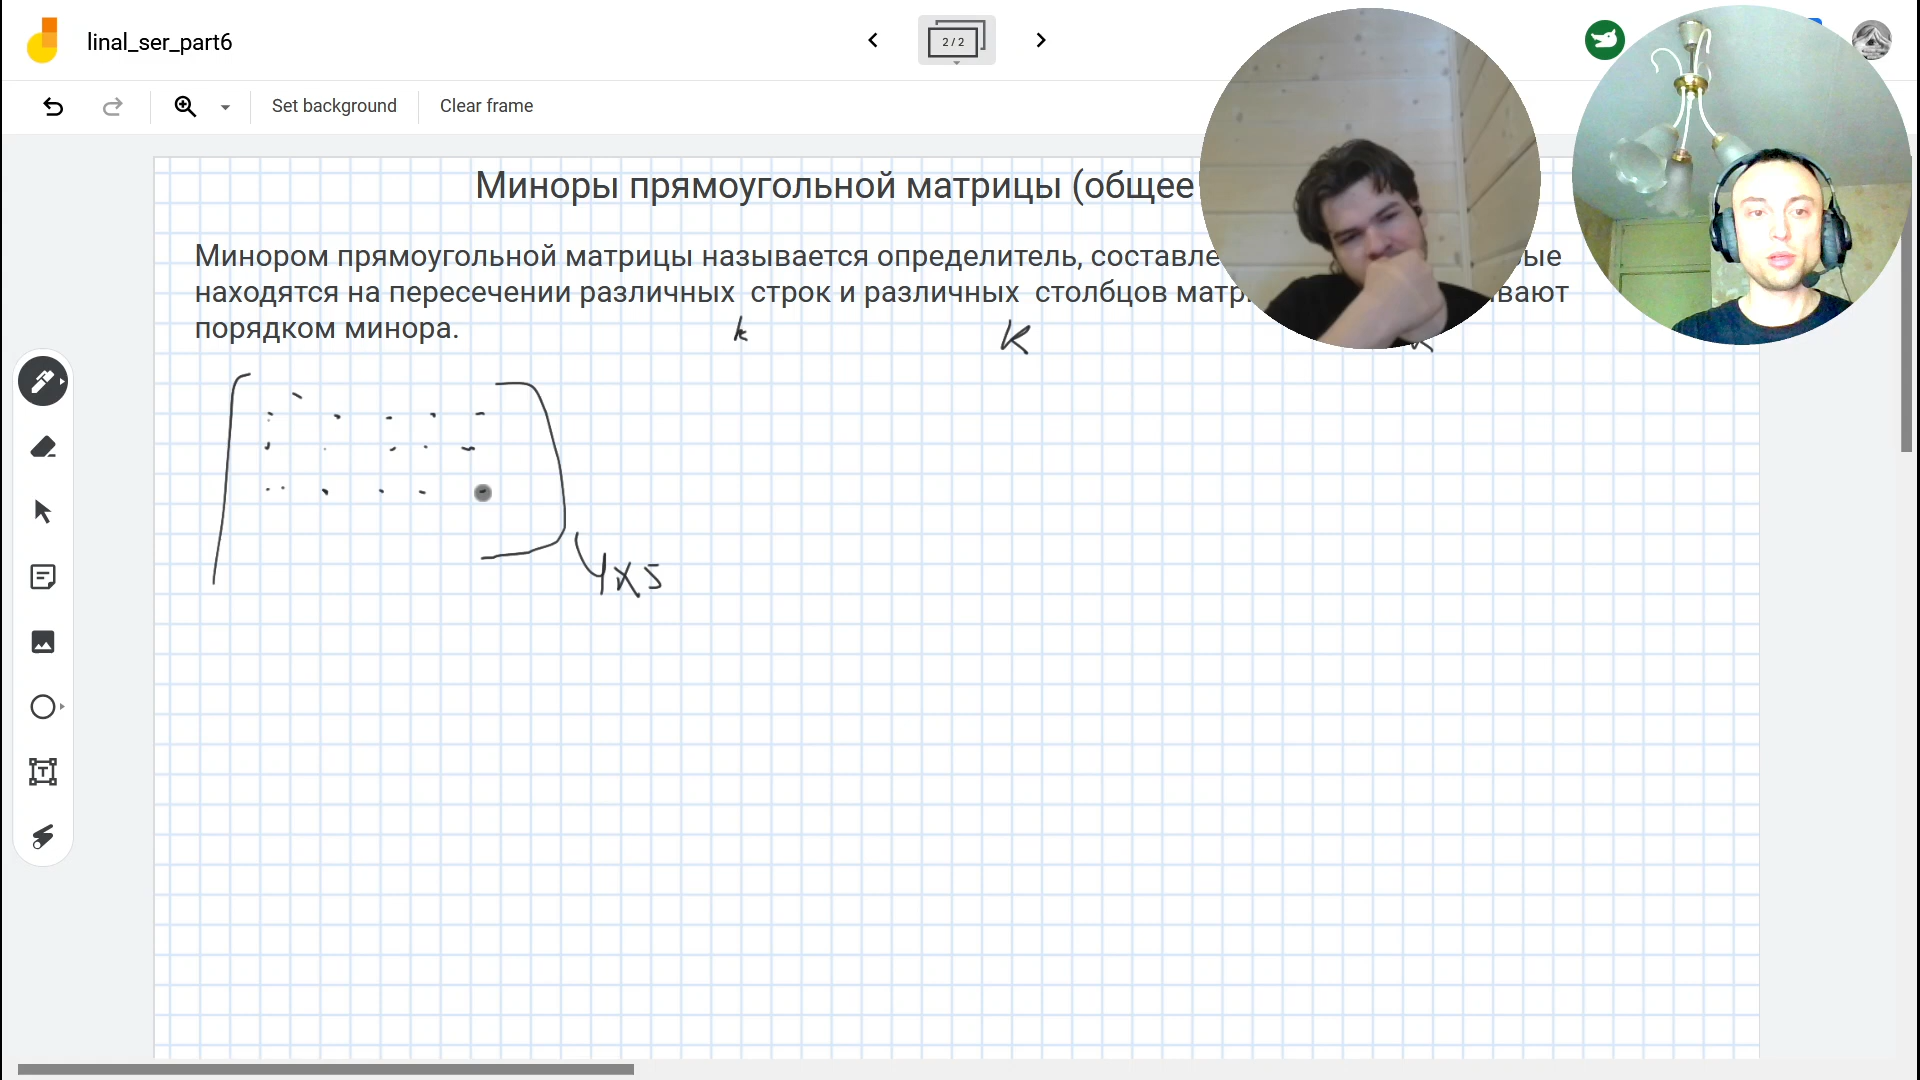 linal_ser_part6
2 / 2
Set background
Clear frame
Миноры прямоугольной матрицы (общее
Минором прямоугольной матрицы называется определитель, составле ые
находятся на пересечении различных строк и различных столбцов матр вают
порядком минора.
k K
4x5